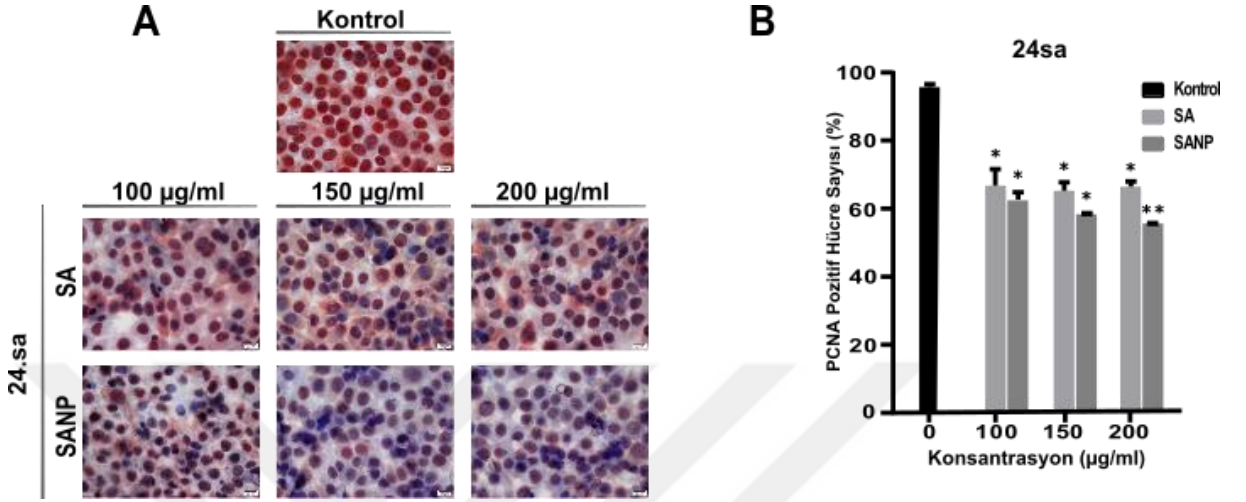 A
Kontrol
100 µg/ml
150 µg/ml
200 µg/ml
24.sa
SA
SANP
B
24sa
PCNA Pozitif Hücre Sayısı (%)
100
80
60
40
20
0
Kontrol
SA
SANP
* * * * * **
0 100 150 200
Konsantrasyon (µg/ml)